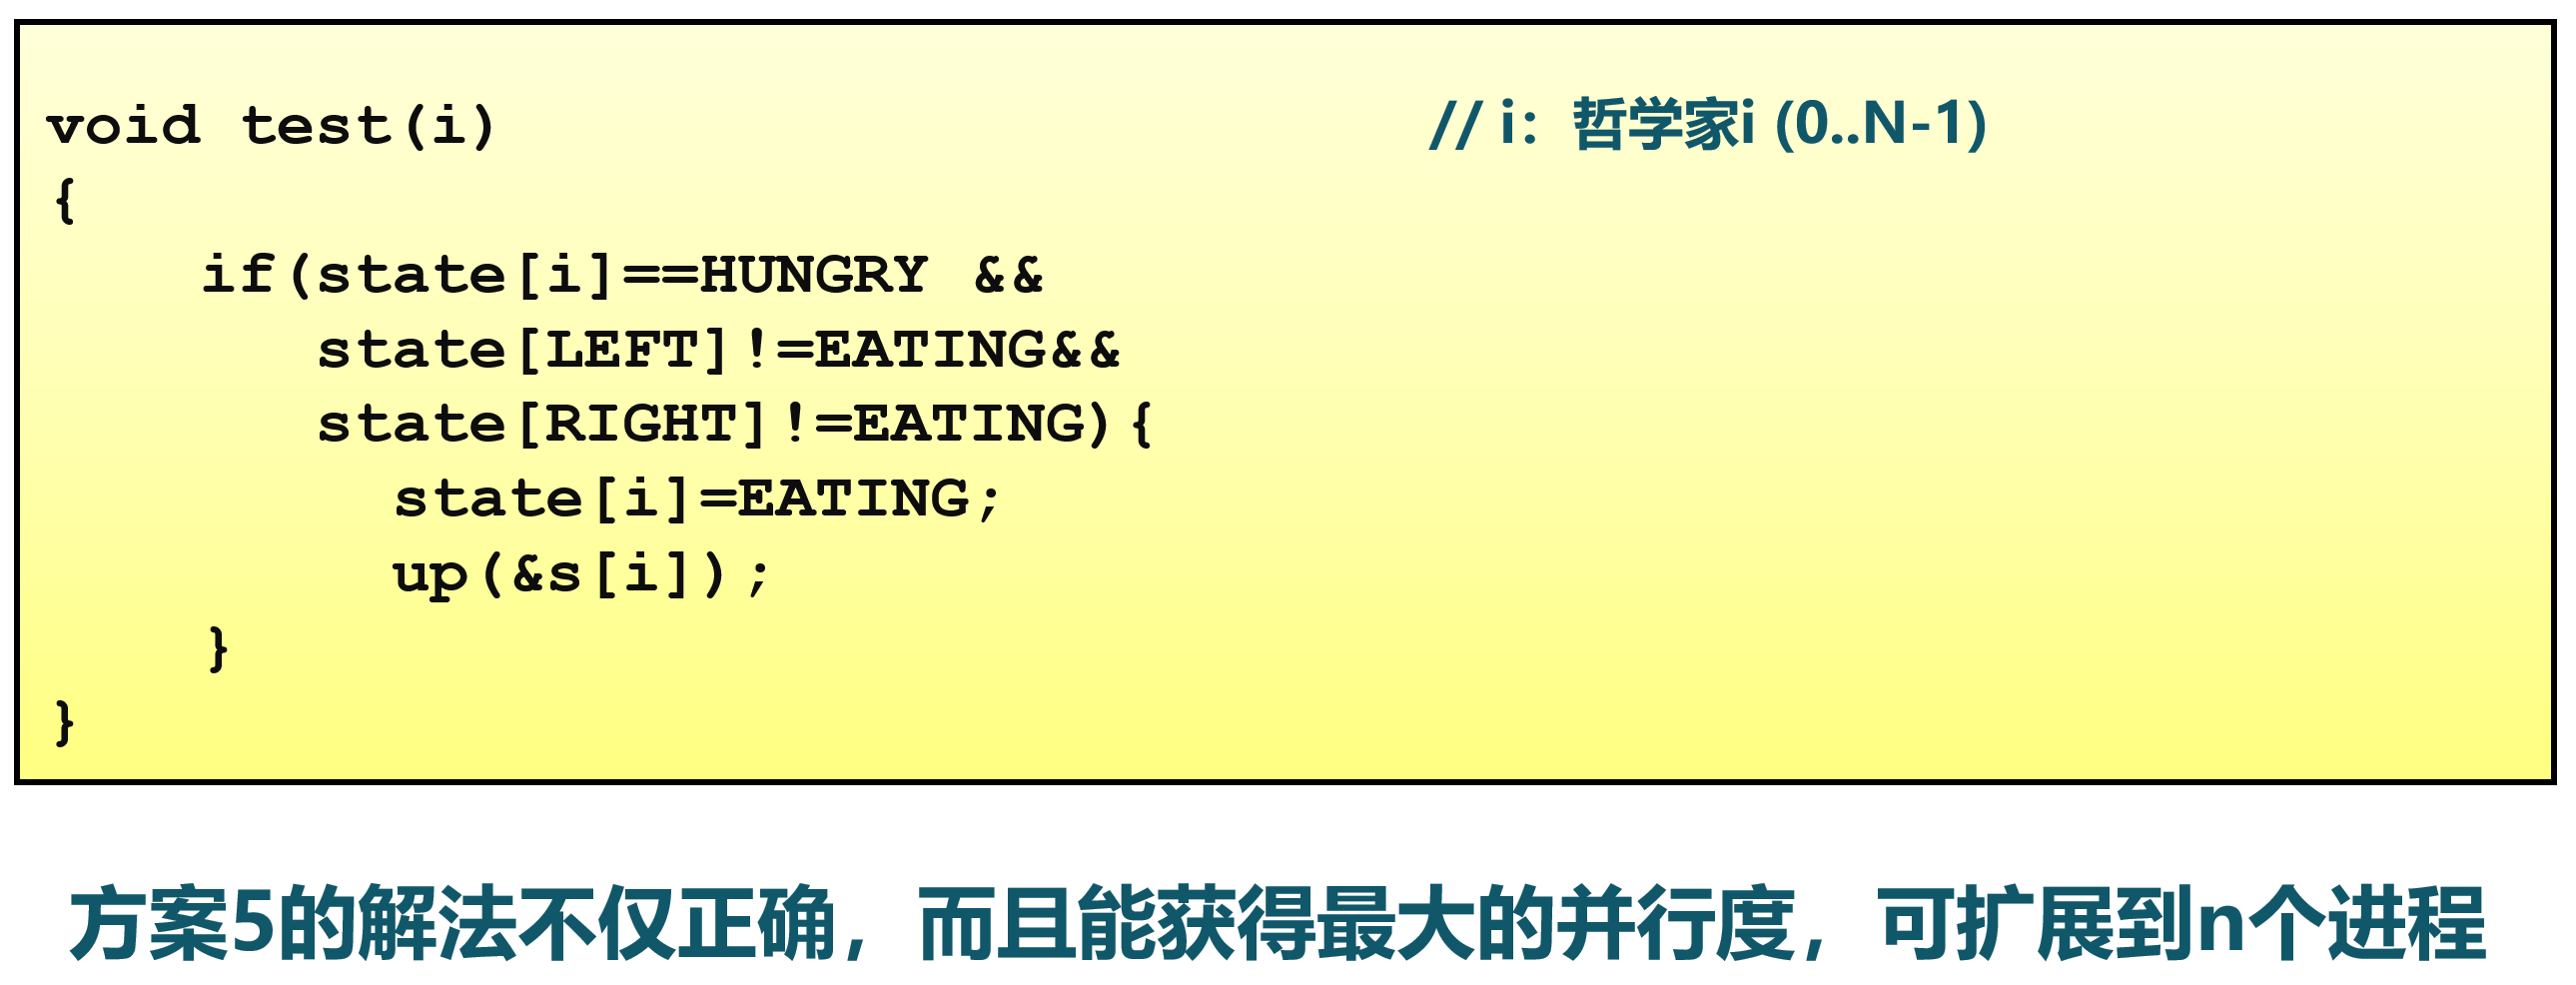 void test(i) // i：哲学家i (0..N-1)
{
if(state[i]==HUNGRY &&
state[LEFT]!=EATING&&
state[RIGHT]!=EATING){
state[i]=EATING;
up(&s[i]);
}
}
方案5的解法不仅正确，而且能获得最大的并行度，可扩展到n个进程